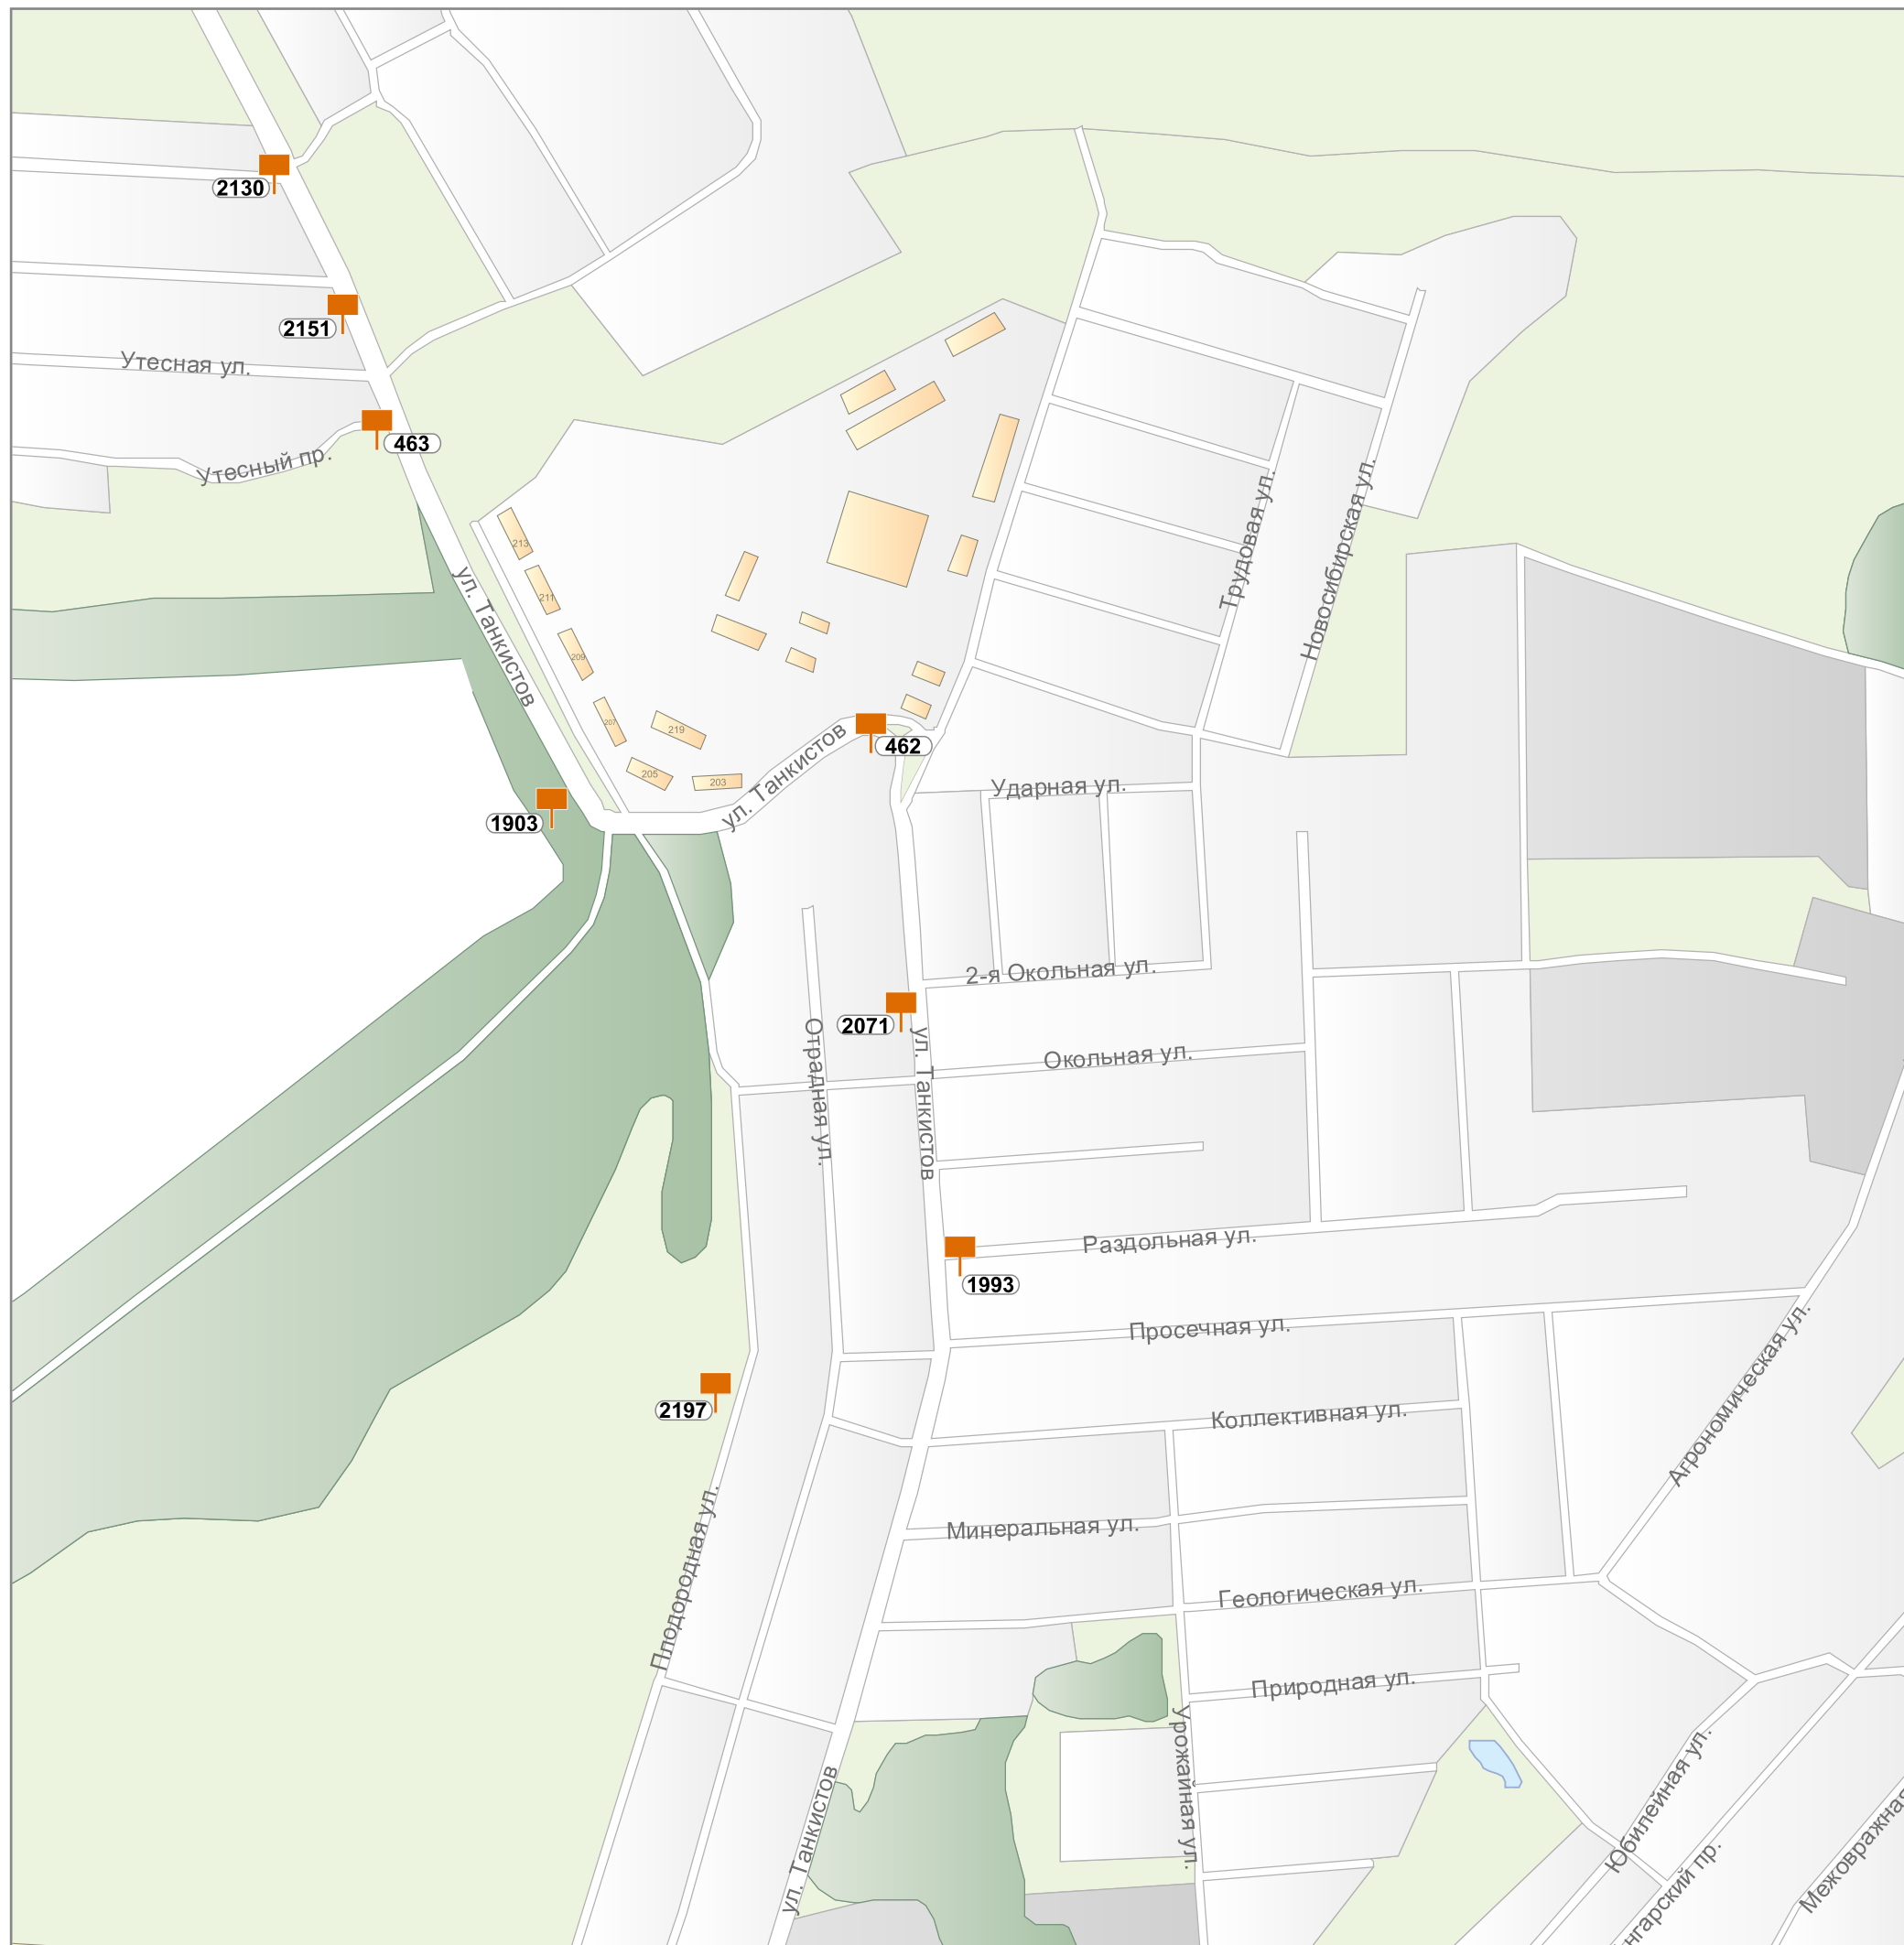 2130
2151
Утесная ул.
463
Утесный пр.
213
211
209
207
219
205
203
ул. Танкистов
ул. Танкистов
462
1903
Трудовая ул.
Новосибирская ул.
Ударная ул.
2-я Окольная ул.
2071
Отрадная ул.
ул. Танкистов
Окольная ул.
Раздольная ул.
1993
Просечная ул.
2197
Коллективная ул.
Агрономическая ул.
Минеральная ул.
Плодородная ул.
Геологическая ул.
Природная ул.
Урожайная ул.
ул. Танкистов
Юбилейная ул.
нгарский пр.
Межовражная